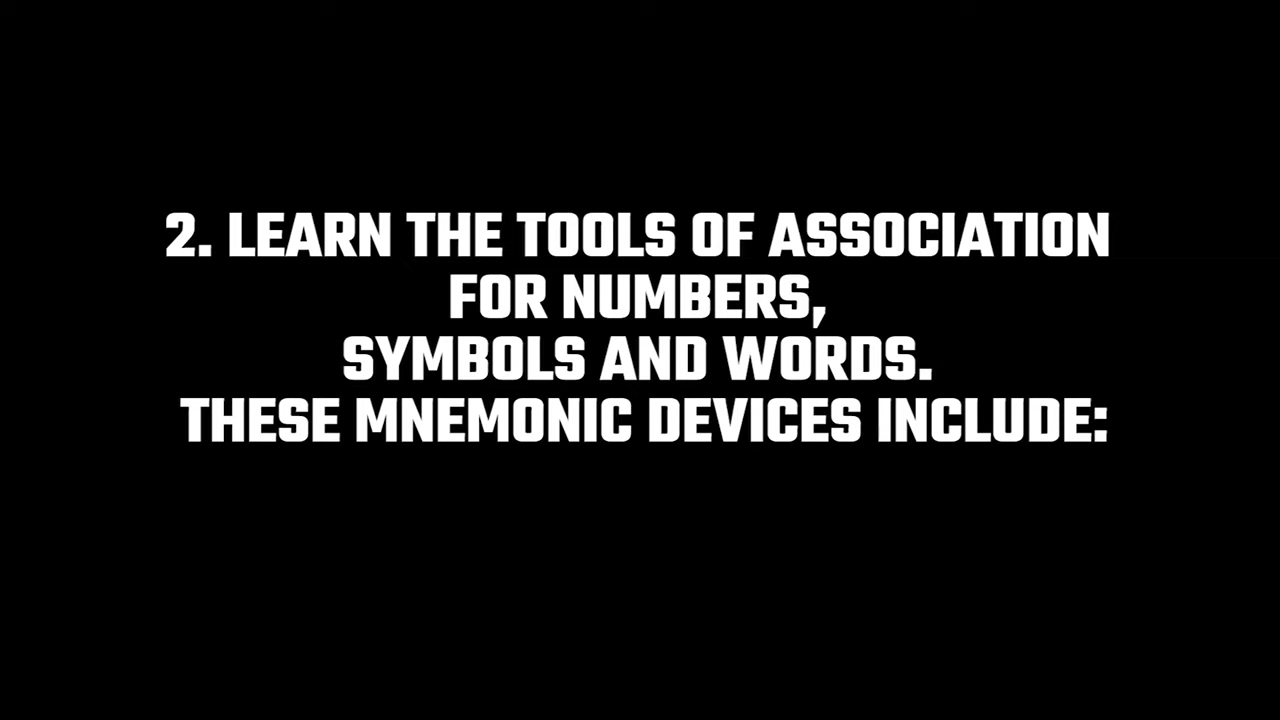 2. LEARN THE TOOLS OF ASSOCIATION
FOR NUMBERS,
SYMBOLS AND WORDS.
THESE MNEMONIC DEVICES INCLUDE: